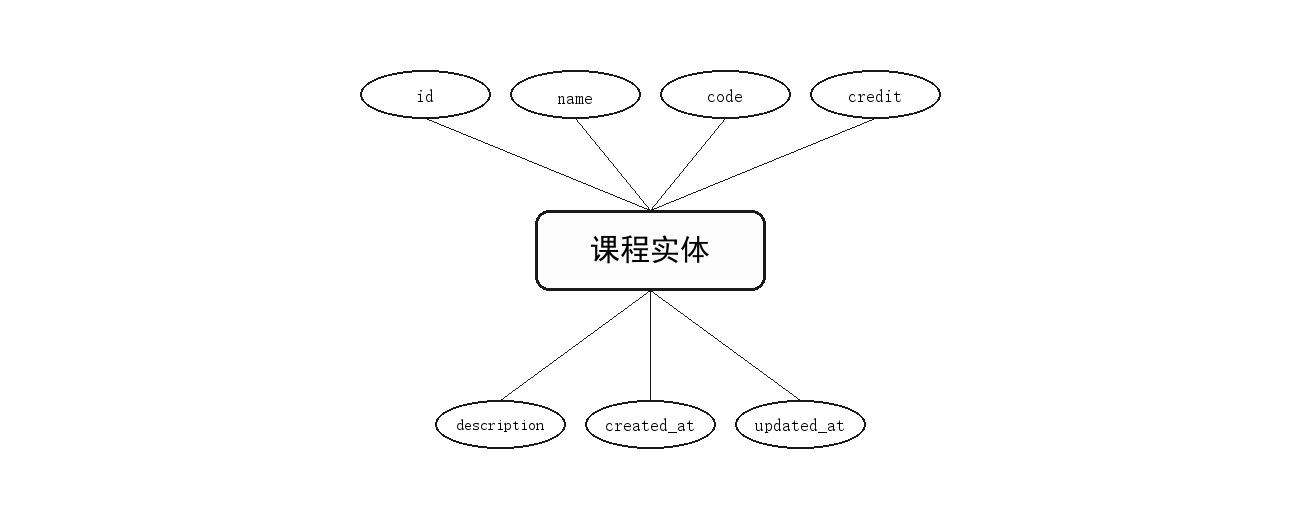 id
name
code
credit
课程实体
description
created_at
updated_at